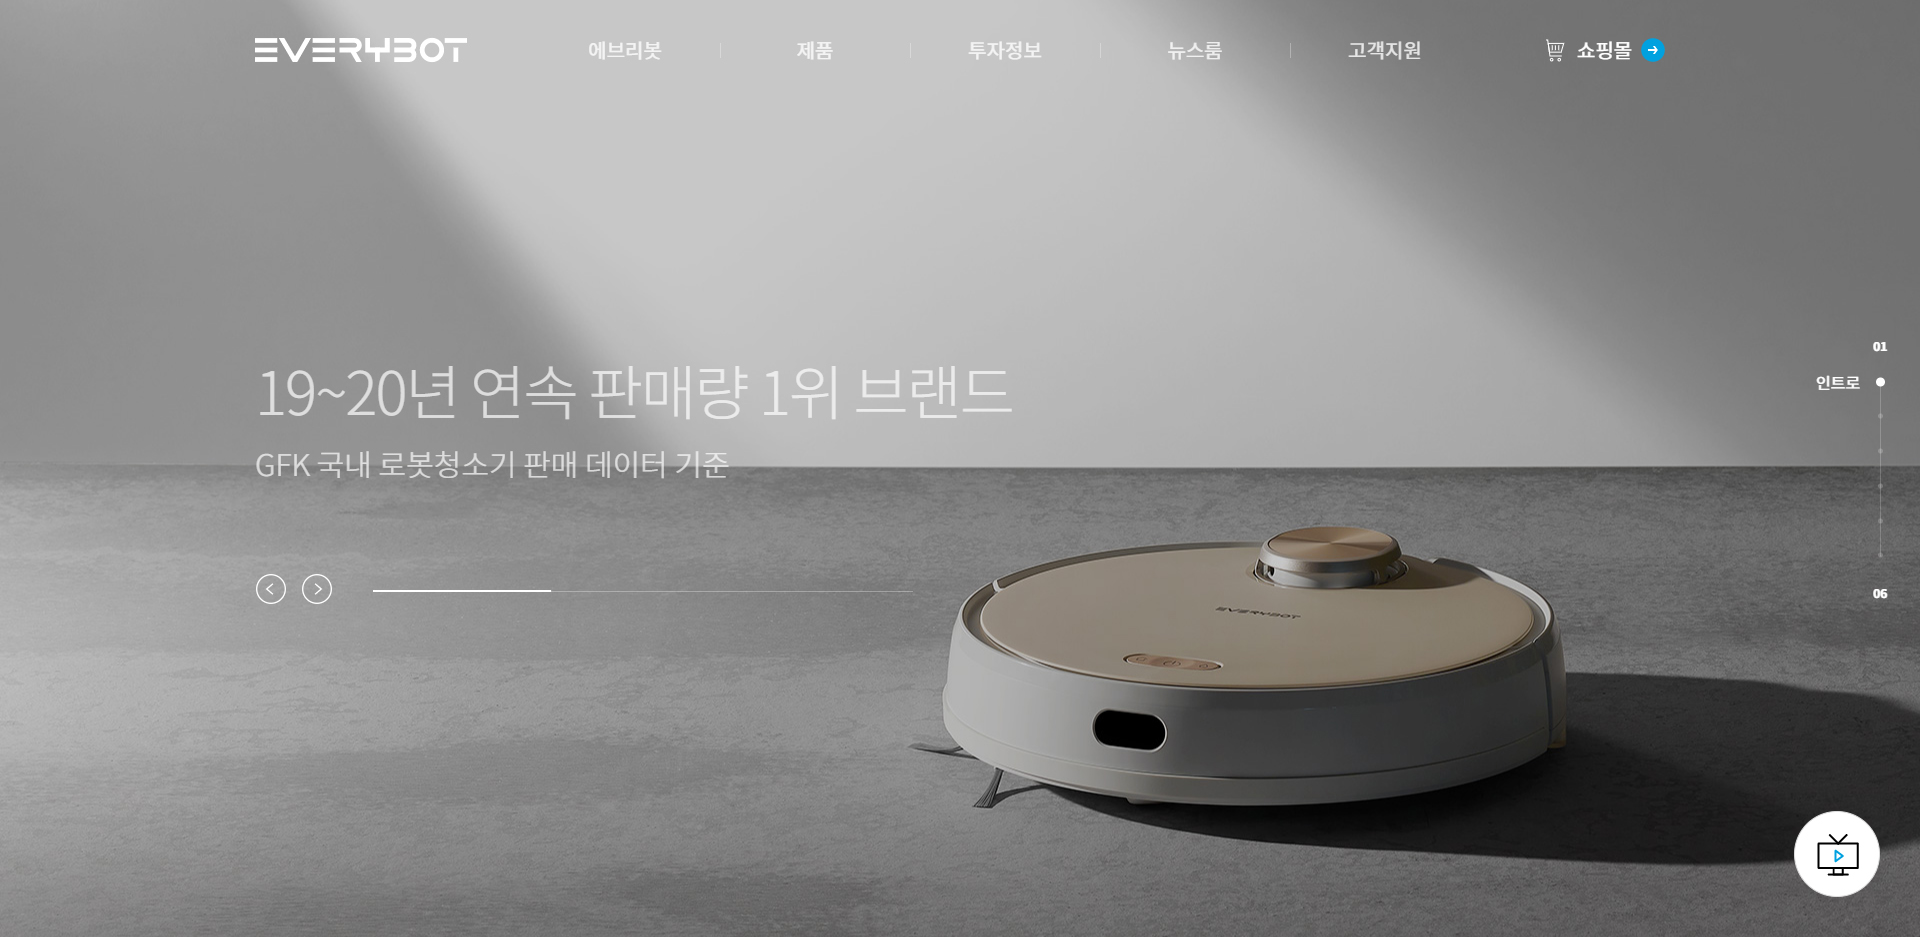 EVERYBOT
에브리봇
제품
투자정보
뉴스룸
고객지원
쇼핑몰
01
인트로
19~20년 연속 판매량 1위 브랜드
GFK 국내 로봇청소기 판매 데이터 기준
06
EVERYBOT